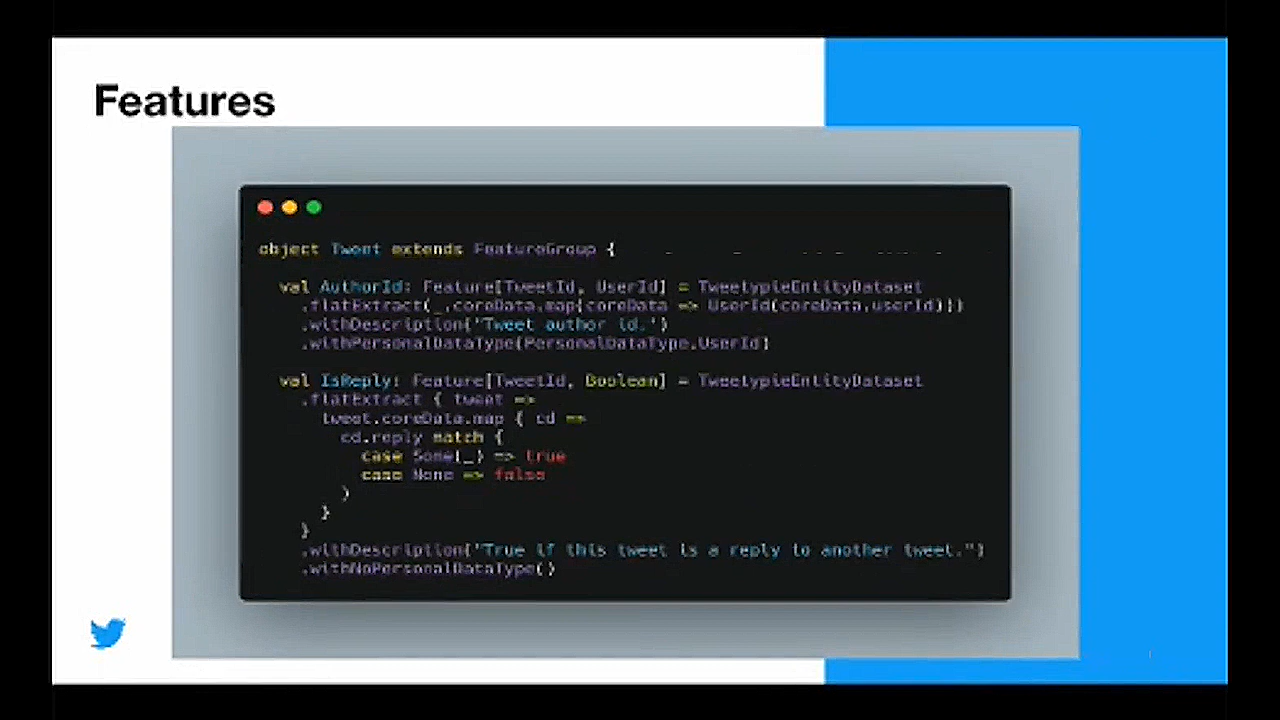 Features
object Tweet extends FeatureGroup {
val AuthorId: Feature[TweetId, UserId] = TweetypieEntityDataset
.flatExtract(_.coreData.map{coreData => UserId(coreData.userId)})
.withDescription("Tweet author id.")
.withPersonalDataType(PersonalDataType.UserId)
val IsReply: Feature[TweetId, Boolean] = TweetypieEntityDataset
.flatExtract { tweet =>
tweet.coreData.map { cd =>
cd.reply match {
case Some(_) => true
case None => false
}
}
}
.withDescription("True if this tweet is a reply to another tweet.")
.withNoPersonalDataType()